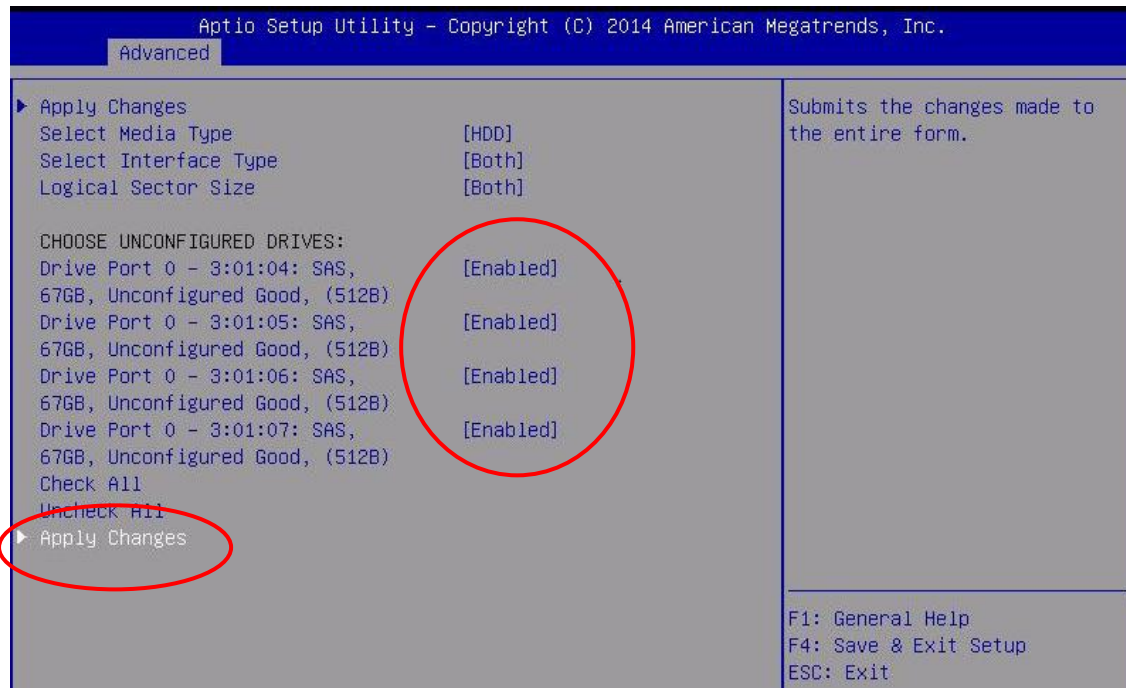 Aptio Setup Utility – Copyright (C) 2014 American Megatrends, Inc.
Advanced
Apply Changes
Select Media Type [HDD]
Select Interface Type [Both]
Logical Sector Size [Both]
CHOOSE UNCONFIGURED DRIVES:
Drive Port 0 – 3:01:04: SAS, [Enabled]
67GB, Unconfigured Good, (512B)
Drive Port 0 – 3:01:05: SAS, [Enabled]
67GB, Unconfigured Good, (512B)
Drive Port 0 – 3:01:06: SAS, [Enabled]
67GB, Unconfigured Good, (512B)
Drive Port 0 – 3:01:07: SAS, [Enabled]
67GB, Unconfigured Good, (512B)
Check All
Uncheck All
Apply Changes
Submits the changes made to
the entire form.
F1: General Help
F4: Save & Exit Setup
ESC: Exit